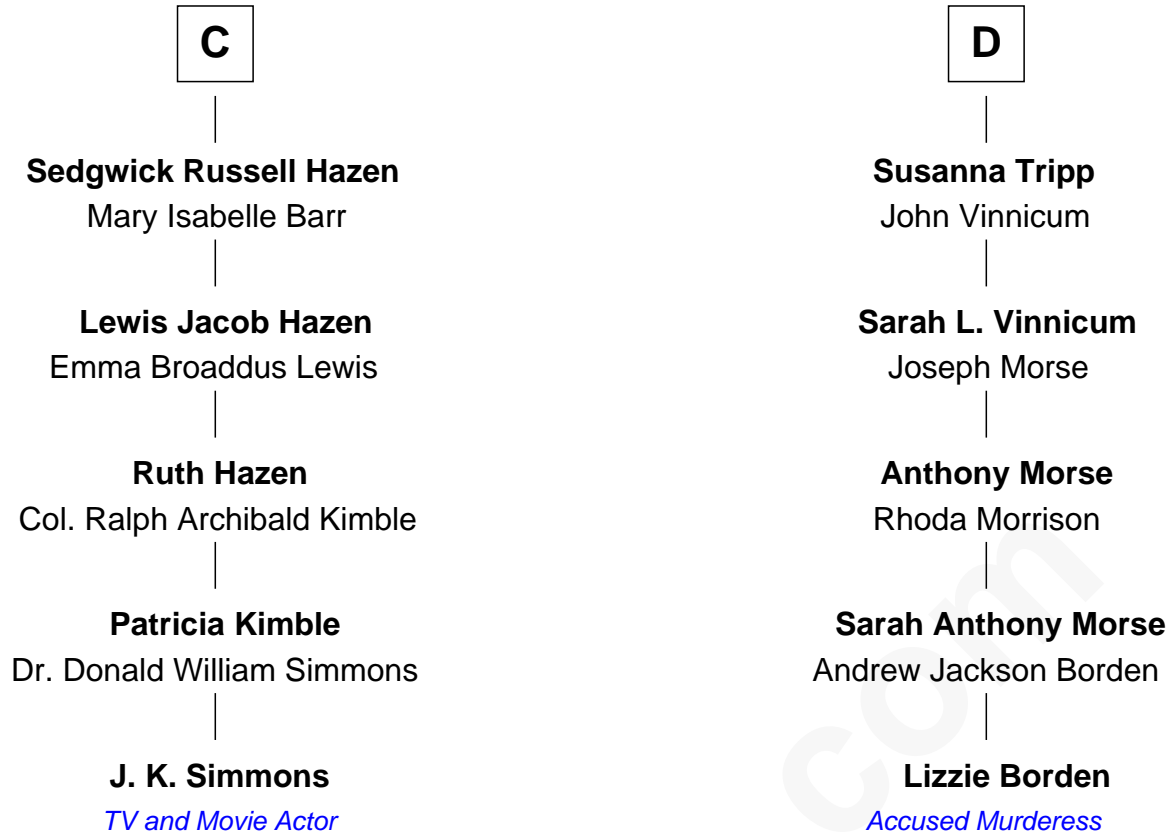 C
Sedgwick Russell Hazen
Mary Isabelle Barr
Lewis Jacob Hazen
Emma Broaddus Lewis
Ruth Hazen
Col. Ralph Archibald Kimble
Patricia Kimble
Dr. Donald William Simmons
J. K. Simmons
TV and Movie Actor
D
Susanna Tripp
John Vinnicum
Sarah L. Vinnicum
Joseph Morse
Anthony Morse
Rhoda Morrison
Sarah Anthony Morse
Andrew Jackson Borden
Lizzie Borden
Accused Murderess
com